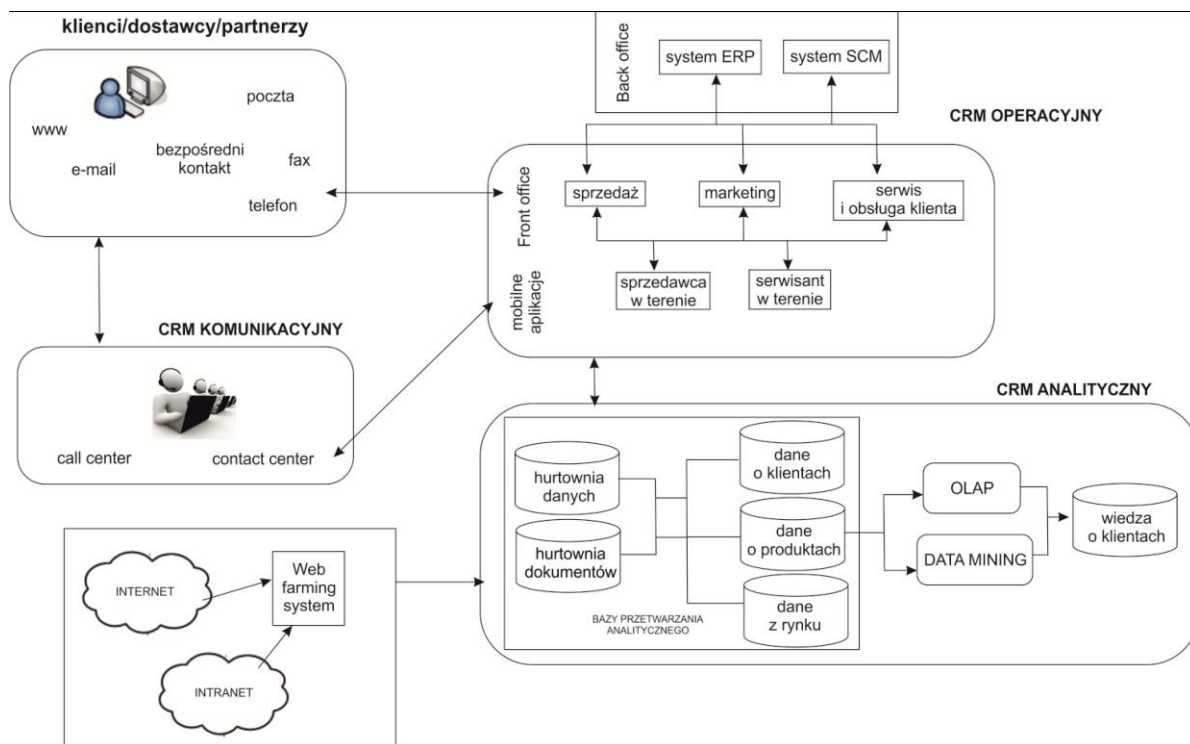 klienci/dostawcy/partnerzy
poczta
www
e-mail
bezpośredni
kontakt
fax
telefon
Back office
system ERP
system SCM
CRM OPERACYJNY
Front office
sprzedaż
marketing
serwis
i obsługa klienta
mobilne
aplikacje
sprzedawca
w terenie
serwisant
w terenie
CRM KOMUNIKACYJNY
call center
contact center
CRM ANALITYCZNY
hurtownia
danych
hurtownia
dokumentów
dane
o klientach
dane
o produktach
dane
z rynku
BAZY PRZETWARZANIA
ANALITYCZNEGO
OLAP
DATA MINING
wiedza
o klientach
INTERNET
Web
farming
system
INTRANET